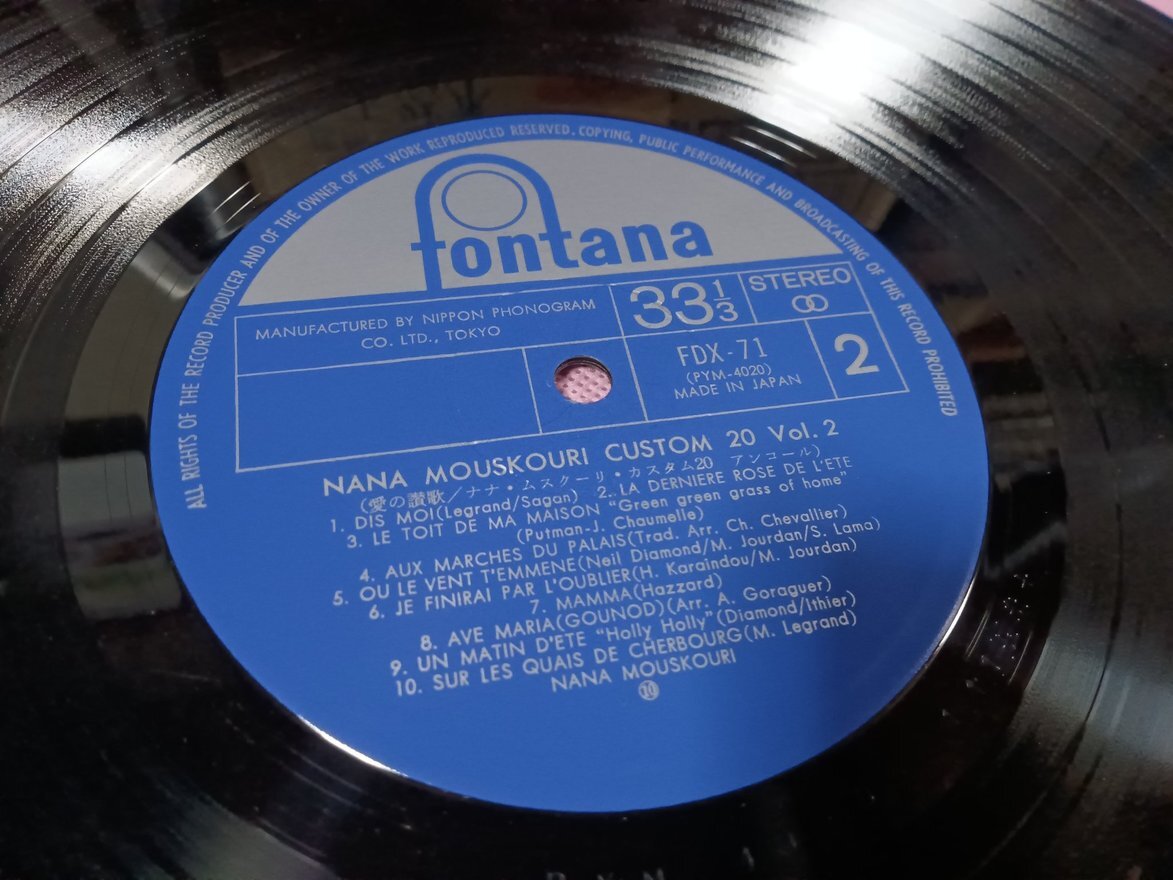 ALL RIGHTS OF THE RECORD PRODUCER AND OF THE OWNER OF THE WORK REPRODUCED RESERVED. COPYING, PUBLIC PERFORMANCE AND BROADCASTING OF THIS RECORD PROHIBITED
fontana
MANUFACTURED BY NIPPON PHONOGRAM
CO. LTD., TOKYO
33⅓
STEREO
FDX-71
(PYM-4020)
MADE IN JAPAN
2
NANA MOUSKOURI CUSTOM 20 Vol. 2
(愛の讃歌/ナナ・ムスクーリ・カスタム20 アンコール)
1. DIS MOI(Legrand/Sagan) 2. LA DERNIERE ROSE DE L'ETE
3. LE TOIT DE MA MAISON "Green green grass of home"
(Putman-J. Chaumelle)
4. AUX MARCHES DU PALAIS(Trad. Arr. Ch. Chevallier)
5. OU LE VENT T'EMMENE(Neil Diamond/M. Jourdan/S. Lama)
6. JE FINIRAI PAR L'OUBLIER(H. Karaindou/M. Jourdan)
7. MAMMA(Hazzard)
8. AVE MARIA(GOUNOD)(Arr. A. Goraguer)
9. UN MATIN D'ETE "Holly Holly"(Diamond/Ithier)
10. SUR LES QUAIS DE CHERBOURG(M. Legrand)
NANA MOUSKOURI
⑩